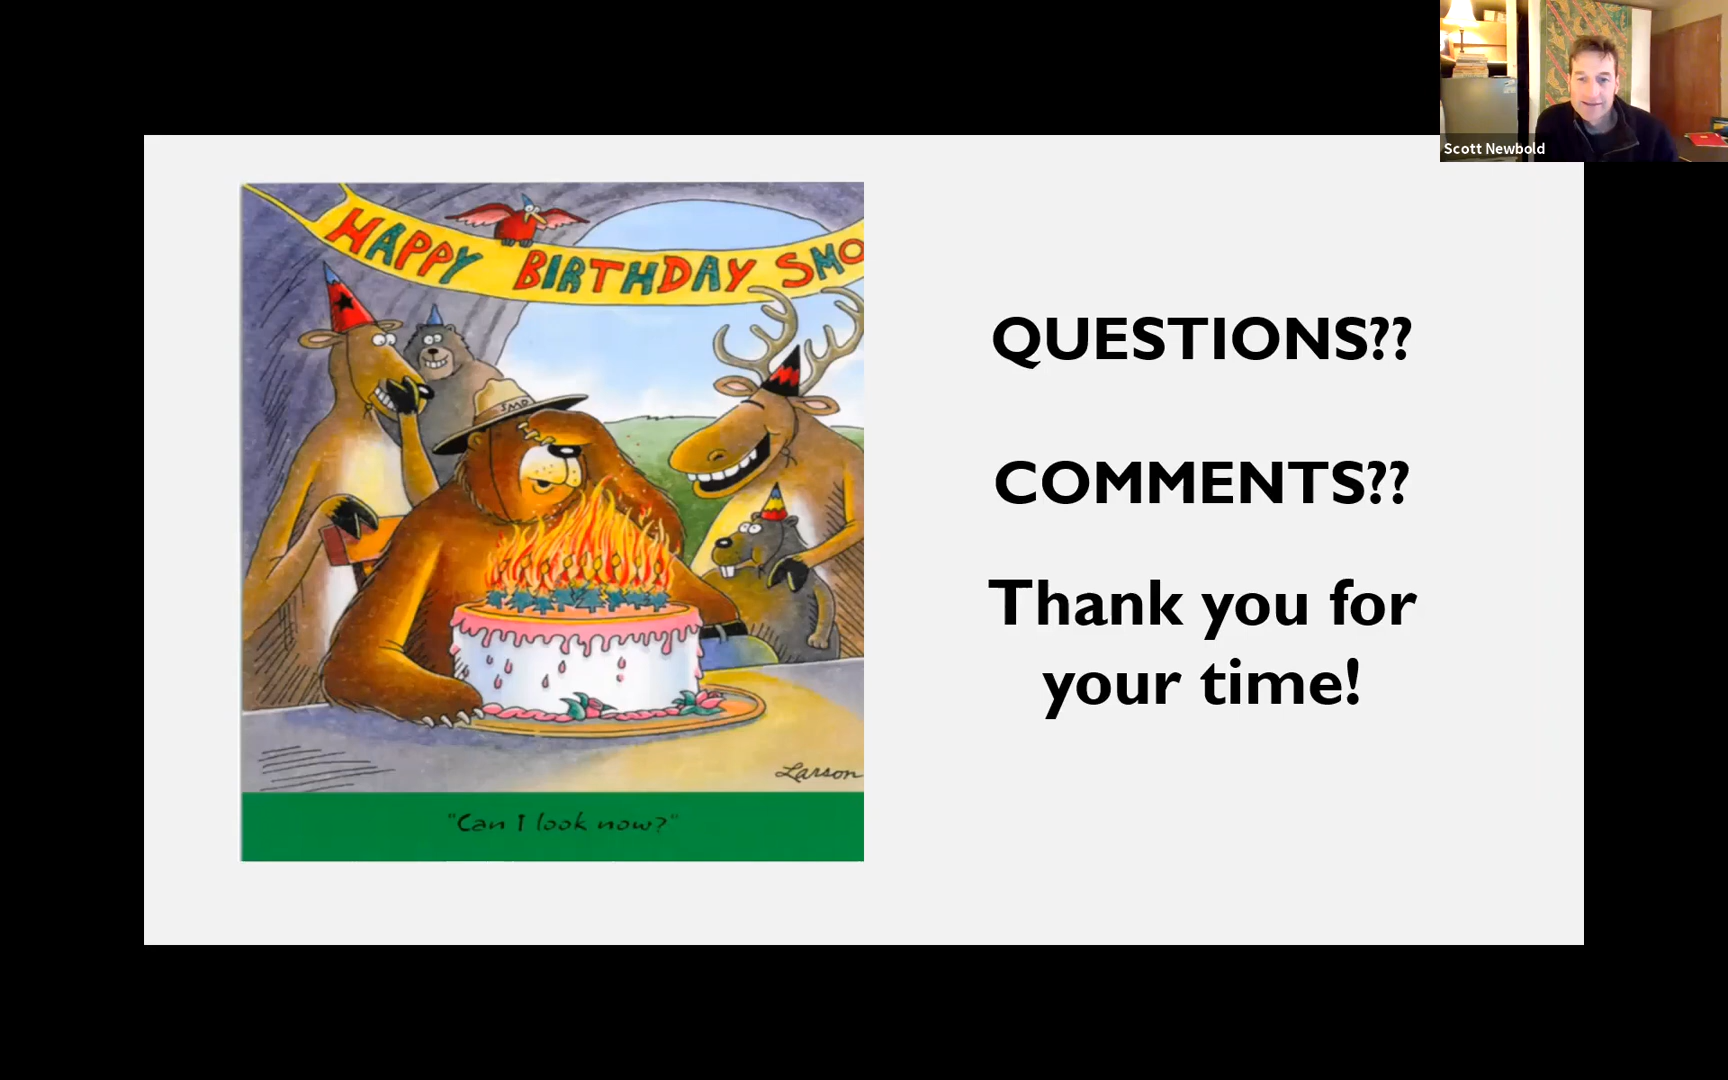 Scott Newbold
HAPPY BIRTHDAY SMO
SMO
Larson
"Can I look now?"
QUESTIONS??
COMMENTS??
Thank you for
your time!